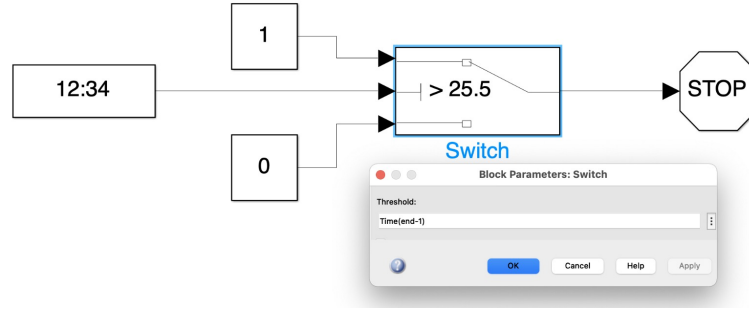 1
12:34
> 25.5
STOP
0
Switch
Block Parameters: Switch
Threshold:
Time(end-1)
?
OK
Cancel
Help
Apply